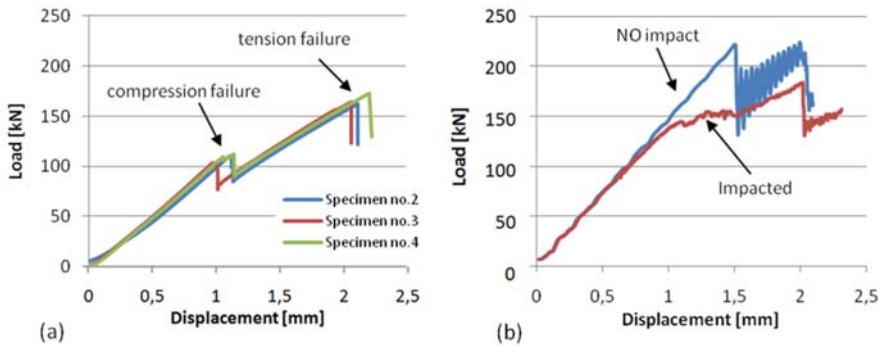 tension failure
compression failure
Load [kN]
250
200
150
100
50
0
0
0,5
1
1,5
2
2,5
Displacement [mm]
Specimen no.2
Specimen no.3
Specimen no.4
(a)
NO impact
Impacted
Load [kN]
250
200
150
100
50
0
0
0,5
1
1,5
2
2,5
Displacement [mm]
(b)